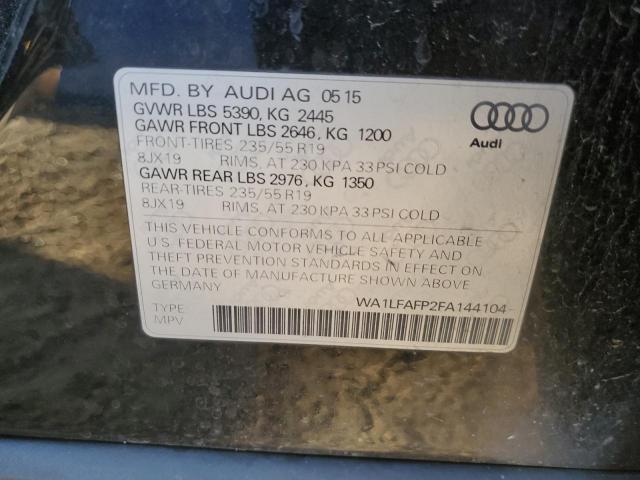 MFD. BY AUDI AG 05 15
GVWR LBS 5390, KG 2445
GAWR FRONT LBS 2646, KG 1200
FRONT-TIRES 235/55 R19
8JX19 RIMS, AT 230 KPA 33 PSI COLD
GAWR REAR LBS 2976, KG 1350
REAR-TIRES 235/55 R19
8JX19 RIMS, AT 230 KPA 33 PSI COLD
Audi
THIS VEHICLE CONFORMS TO ALL APPLICABLE
U.S. FEDERAL MOTOR VEHICLE SAFETY AND
THEFT PREVENTION STANDARDS IN EFFECT ON
THE DATE OF MANUFACTURE SHOWN ABOVE
GERMANY
WA1LFAFP2FA144104
TYPE:
MPV